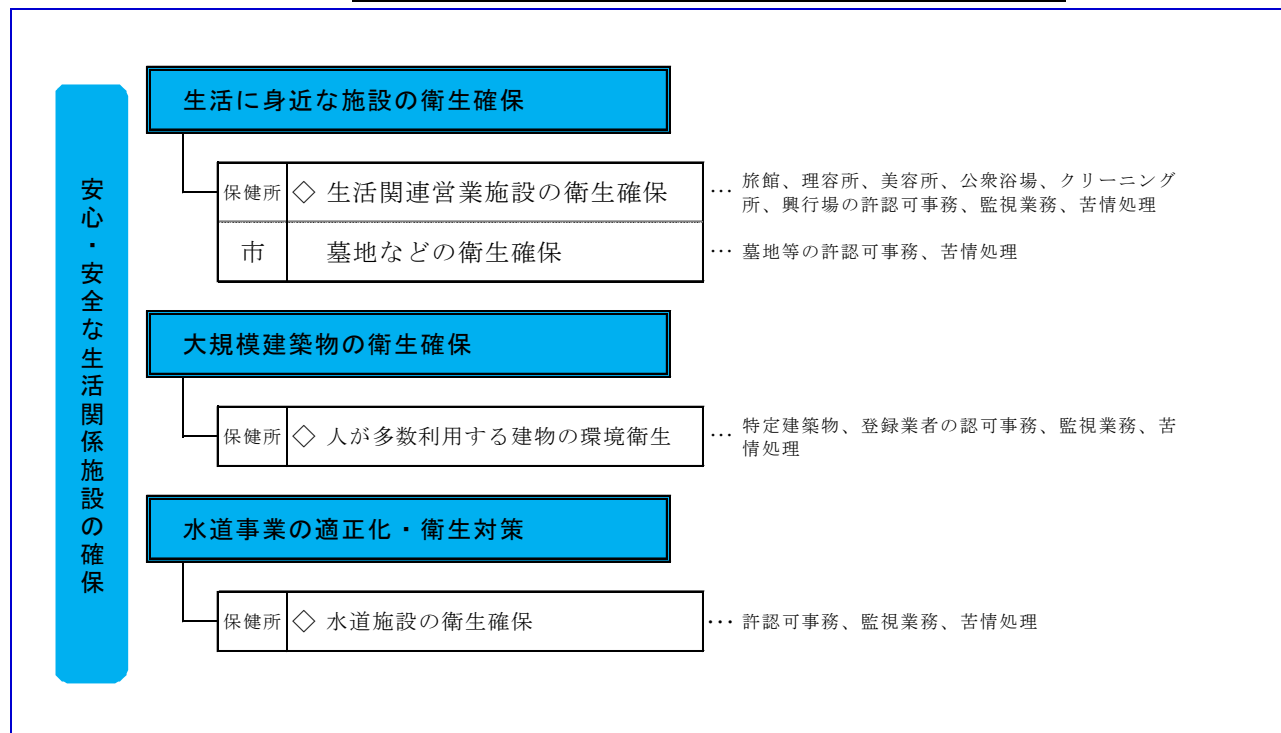 安心・安全な生活関係施設の確保
生活に身近な施設の衛生確保
保健所 ◇ 生活関連営業施設の衛生確保 … 旅館、理容所、美容所、公衆浴場、クリーニング
所、興行場の許認可事務、監視業務、苦情処理
市 墓地などの衛生確保 … 墓地等の許認可事務、苦情処理
大規模建築物の衛生確保
保健所 ◇ 人が多数利用する建物の環境衛生 … 特定建築物、登録業者の認可事務、監視業務、苦
情処理
水道事業の適正化・衛生対策
保健所 ◇ 水道施設の衛生確保 … 許認可事務、監視業務、苦情処理